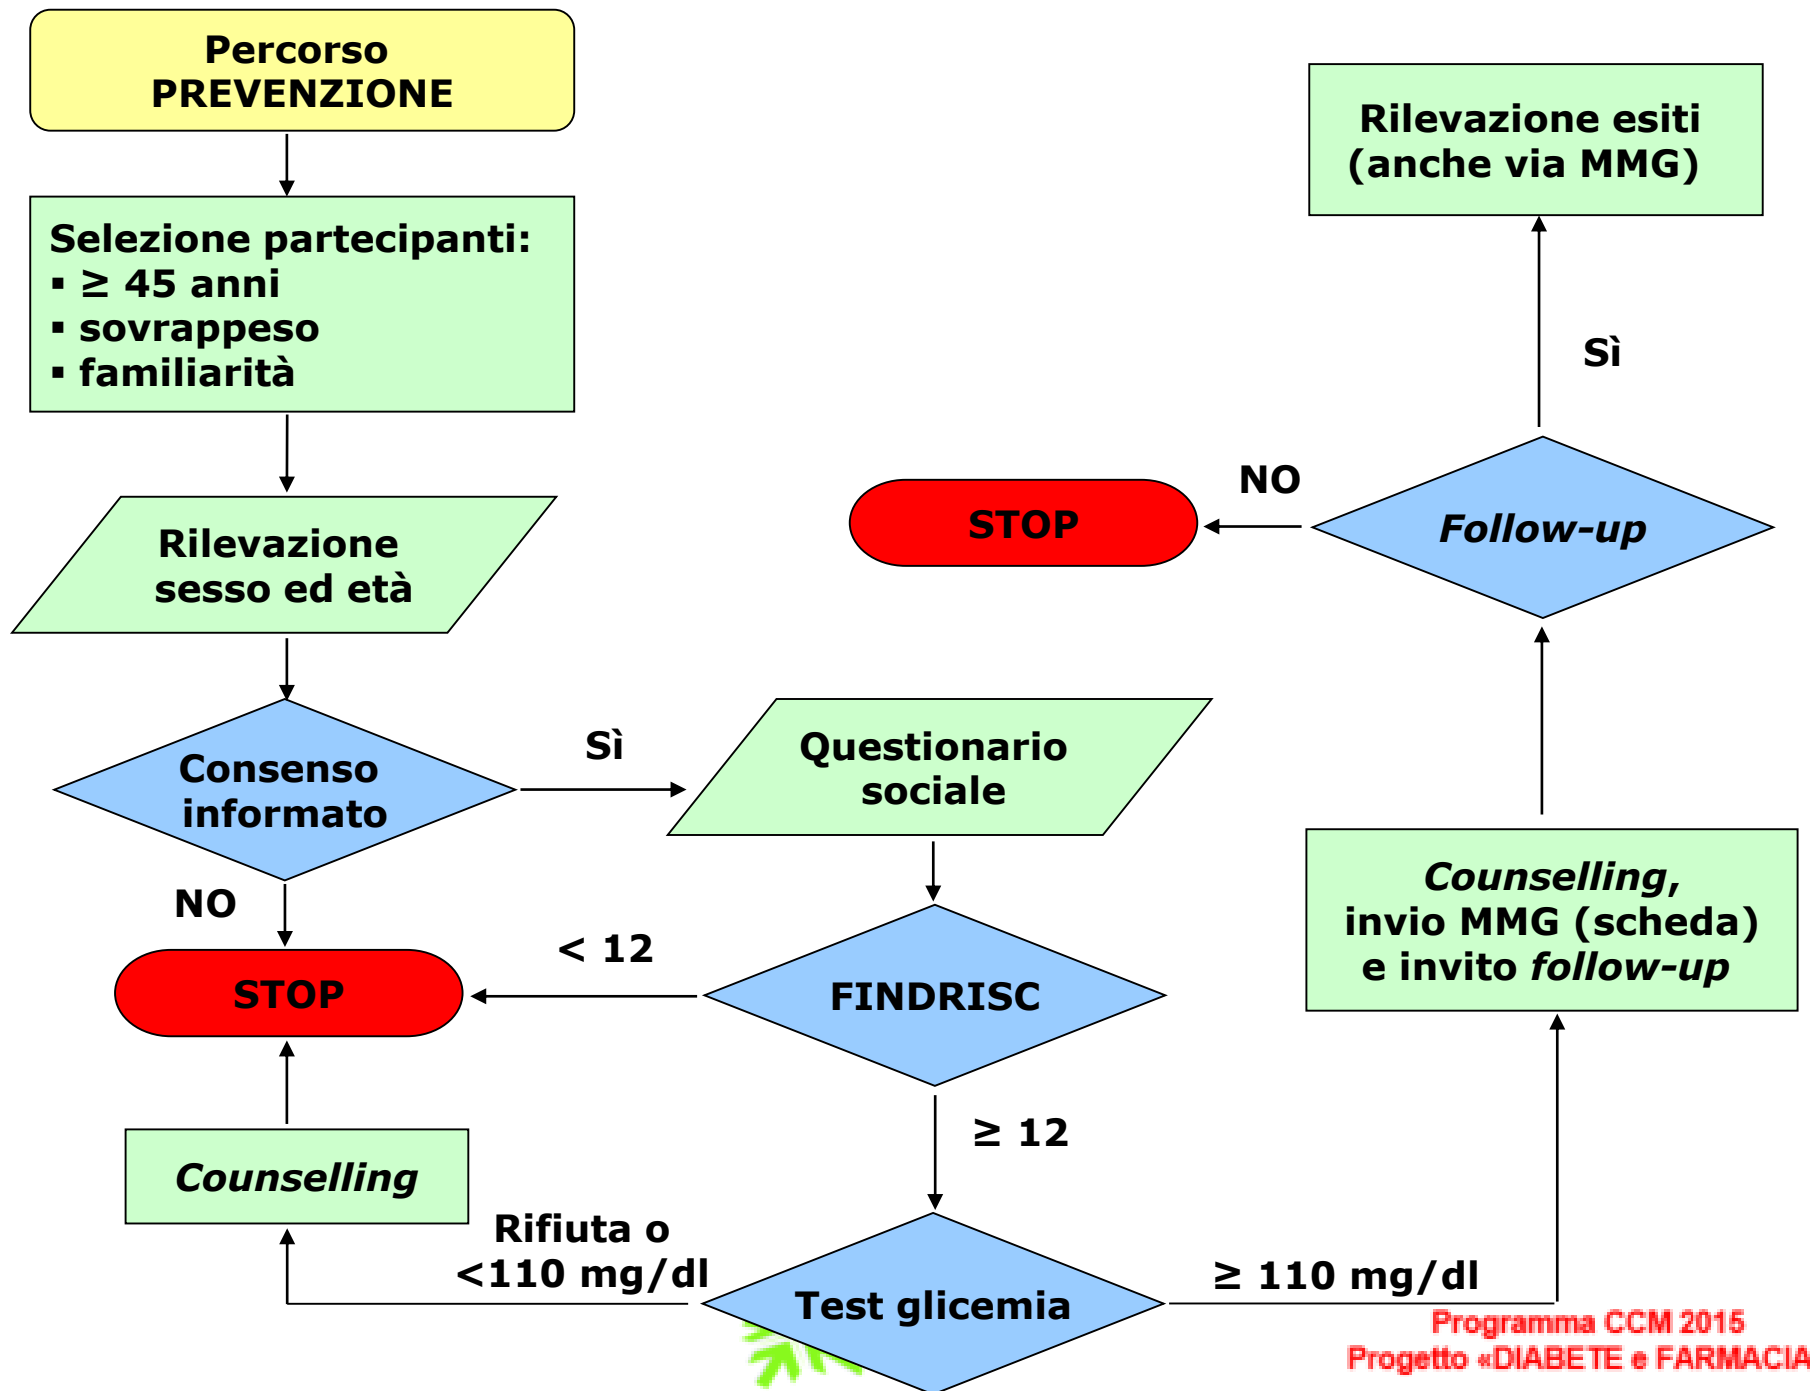 Percorso
PREVENZIONE
Selezione partecipanti:
▪ ≥ 45 anni
▪ sovrappeso
▪ familiarità
Rilevazione
sesso ed età
Consenso
informato
Sì
NO
STOP
Questionario
sociale
FINDRISC
< 12
≥ 12
Counselling
Rifiuta o
<110 mg/dl
Test glicemia
≥ 110 mg/dl
Counselling,
invio MMG (scheda)
e invito follow-up
Follow-up
NO
STOP
Sì
Rilevazione esiti
(anche via MMG)
Programma CCM 2015
Progetto «DIABETE e FARMACIA